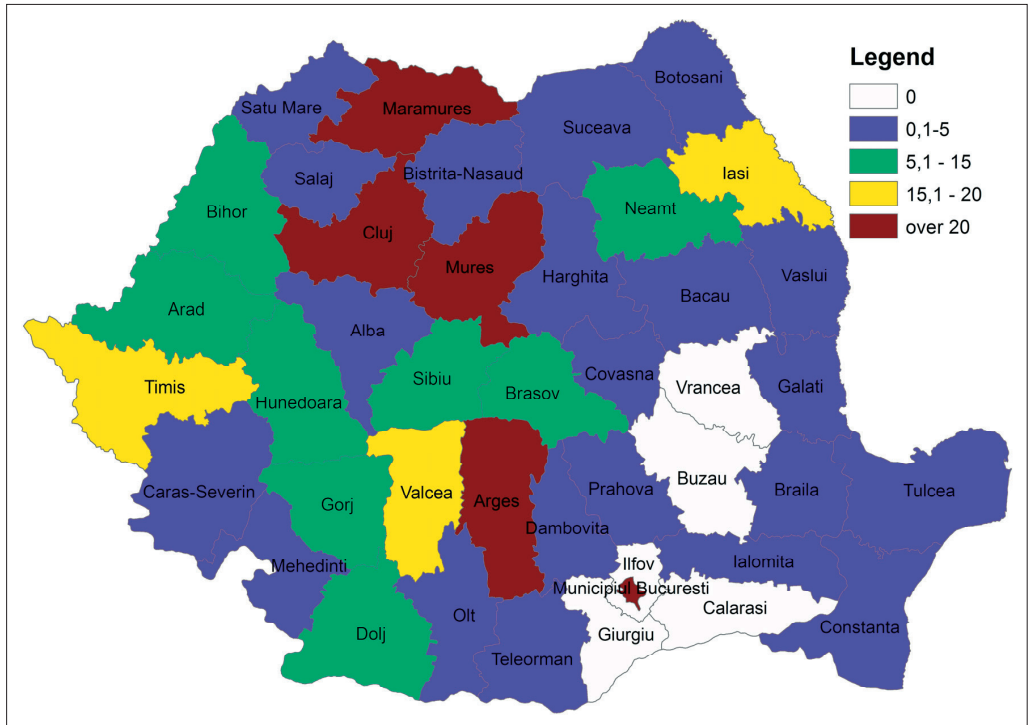 Legend
0
0,1-5
5,1 - 15
15,1 - 20
over 20
Botosani
Satu Mare
Maramures
Suceava
Iasi
Salaj
Bistrita-Nasaud
Neamt
Bihor
Cluj
Mures
Harghita
Vaslui
Bacau
Arad
Alba
Sibiu
Covasna
Vrancea
Galati
Timis
Hunedoara
Brasov
Caras-Severin
Gorj
Valcea
Arges
Prahova
Buzau
Braila
Tulcea
Dambovita
Mehedinti
Ilfov
Ialomita
Municipiul Bucuresti
Olt
Calarasi
Dolj
Giurgiu
Constanta
Teleorman